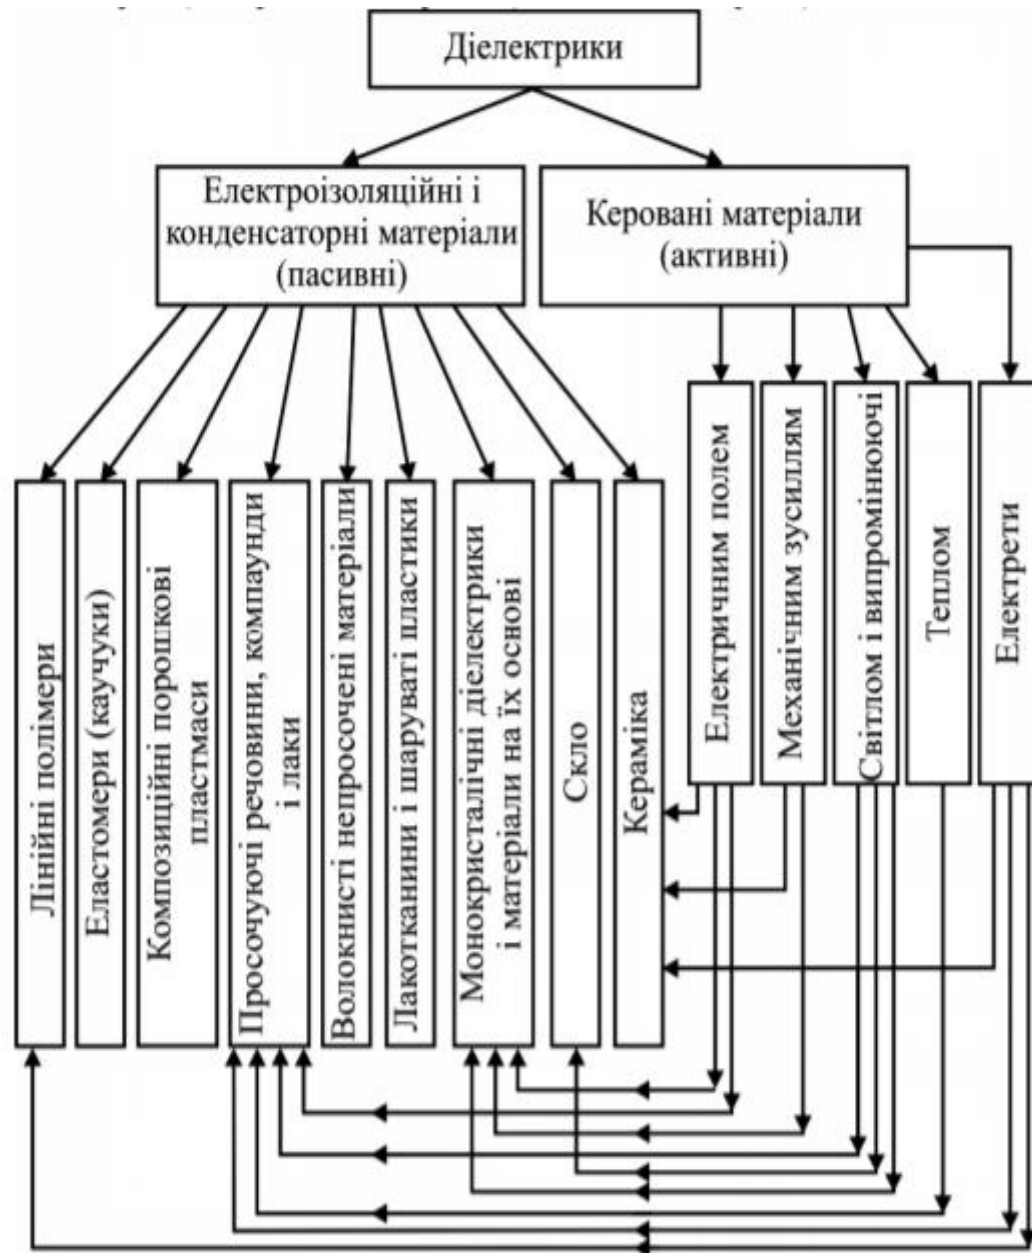 Діелектрики
Електроізоляційні і
конденсаторні матеріали
(пасивні)
Керовані матеріали
(активні)
Лінійні полімери
Еластомери (каучуки)
Композиційні порошкові
пластмаси
Просочуючі речовини, компаунди
і лаки
Волокнисті непросочені матеріали
Лакотканини і шаруваті пластики
Монокристалічні діелектрики
і матеріали на їх основі
Скло
Кераміка
Електричним полем
Механічним зусиллям
Світлом і випромінюючі
Теплом
Електрети